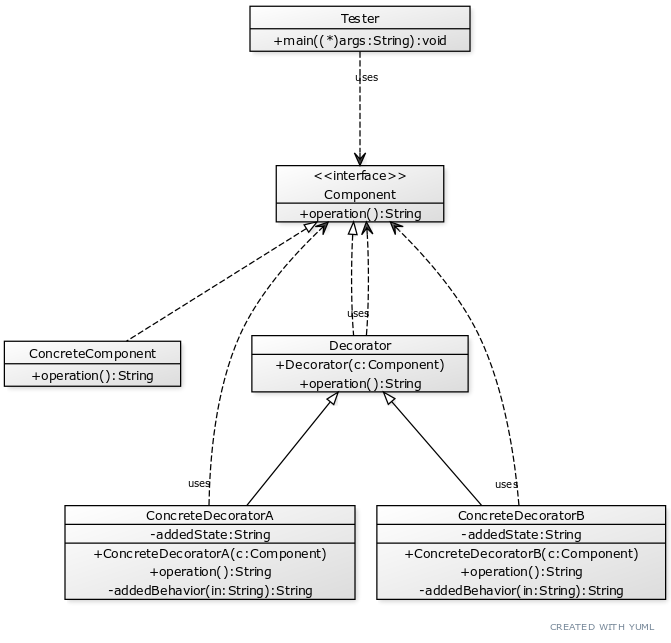 Tester
+main((*)args:String):void
uses
<<interface>>
Component
+operation():String
uses
Decorator
+Decorator(c:Component)
+operation():String
ConcreteComponent
+operation():String
uses
uses
ConcreteDecoratorA
-addedState:String
+ConcreteDecoratorA(c:Component)
+operation():String
-addedBehavior(in:String):String
ConcreteDecoratorB
-addedState:String
+ConcreteDecoratorB(c:Component)
+operation():String
-addedBehavior(in:String):String
CREATED WITH YUML